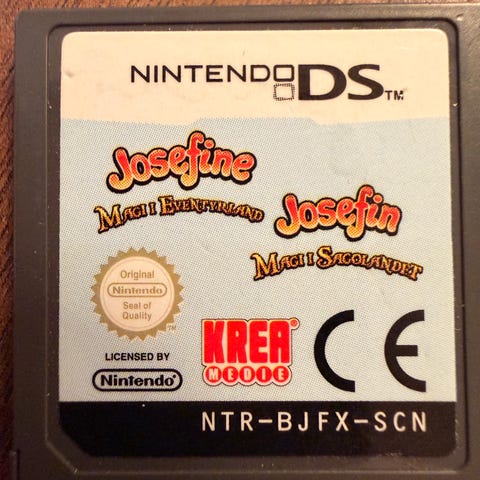 NINTENDO DS TM
Josefine
MAGI I EVENTYRLAND
Josefin
MAGI I SAGOLANDET
Original
Nintendo
Seal of
Quality
TM
LICENSED BY
Nintendo®
KREA®
MEDIE
CE
NTR-BJFX-SCN